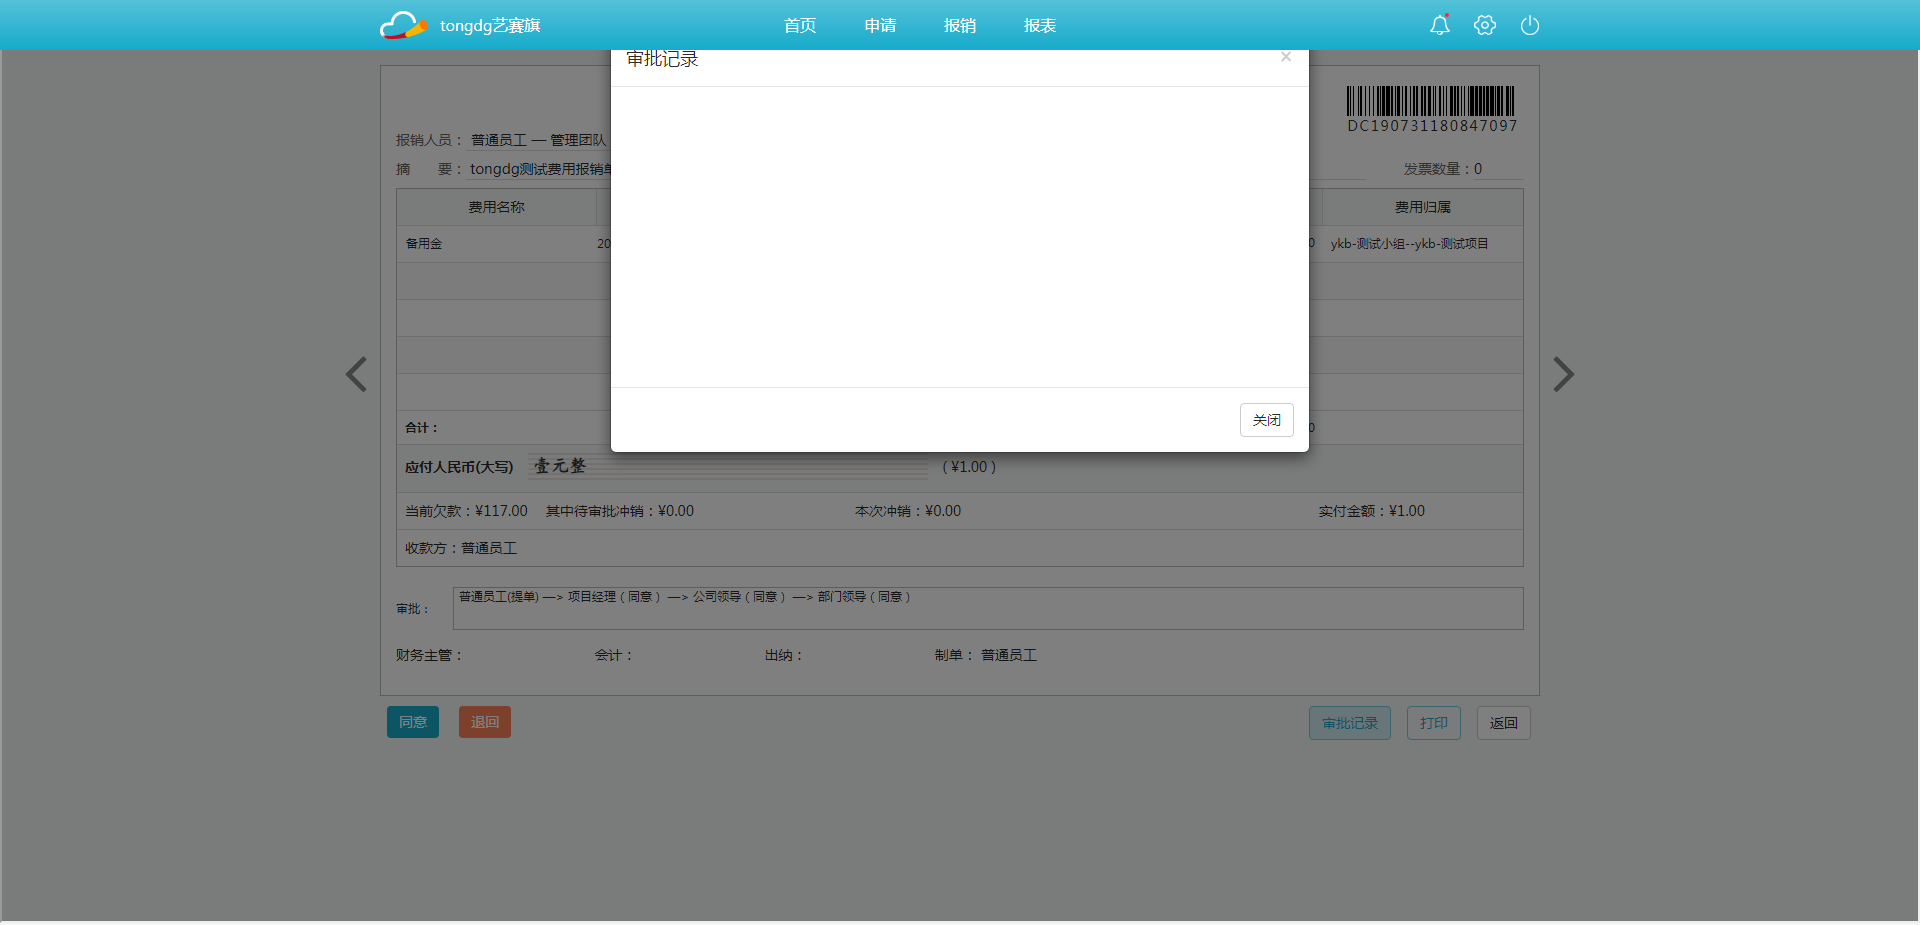 tongdg艺赛旗 首页 申请 报销 报表
审批记录 ×
DC190731180847097
报销人员： 普通员工 — 管理团队
摘 要： tongdg测试费用报销单 发票数量：0
费用名称 费用归属
备用金 20 0 ykb-测试小组--ykb-测试项目
合计： 0
关闭
应付人民币(大写) 壹元整 ( ¥1.00 )
当前欠款：¥117.00 其中待审批冲销：¥0.00 本次冲销：¥0.00 实付金额：¥1.00
收款方：普通员工
审批： 普通员工(提单) —> 项目经理（同意） —> 公司领导（同意） —> 部门领导（同意）
财务主管： 会计： 出纳： 制单： 普通员工
同意 退回 审批记录 打印 返回